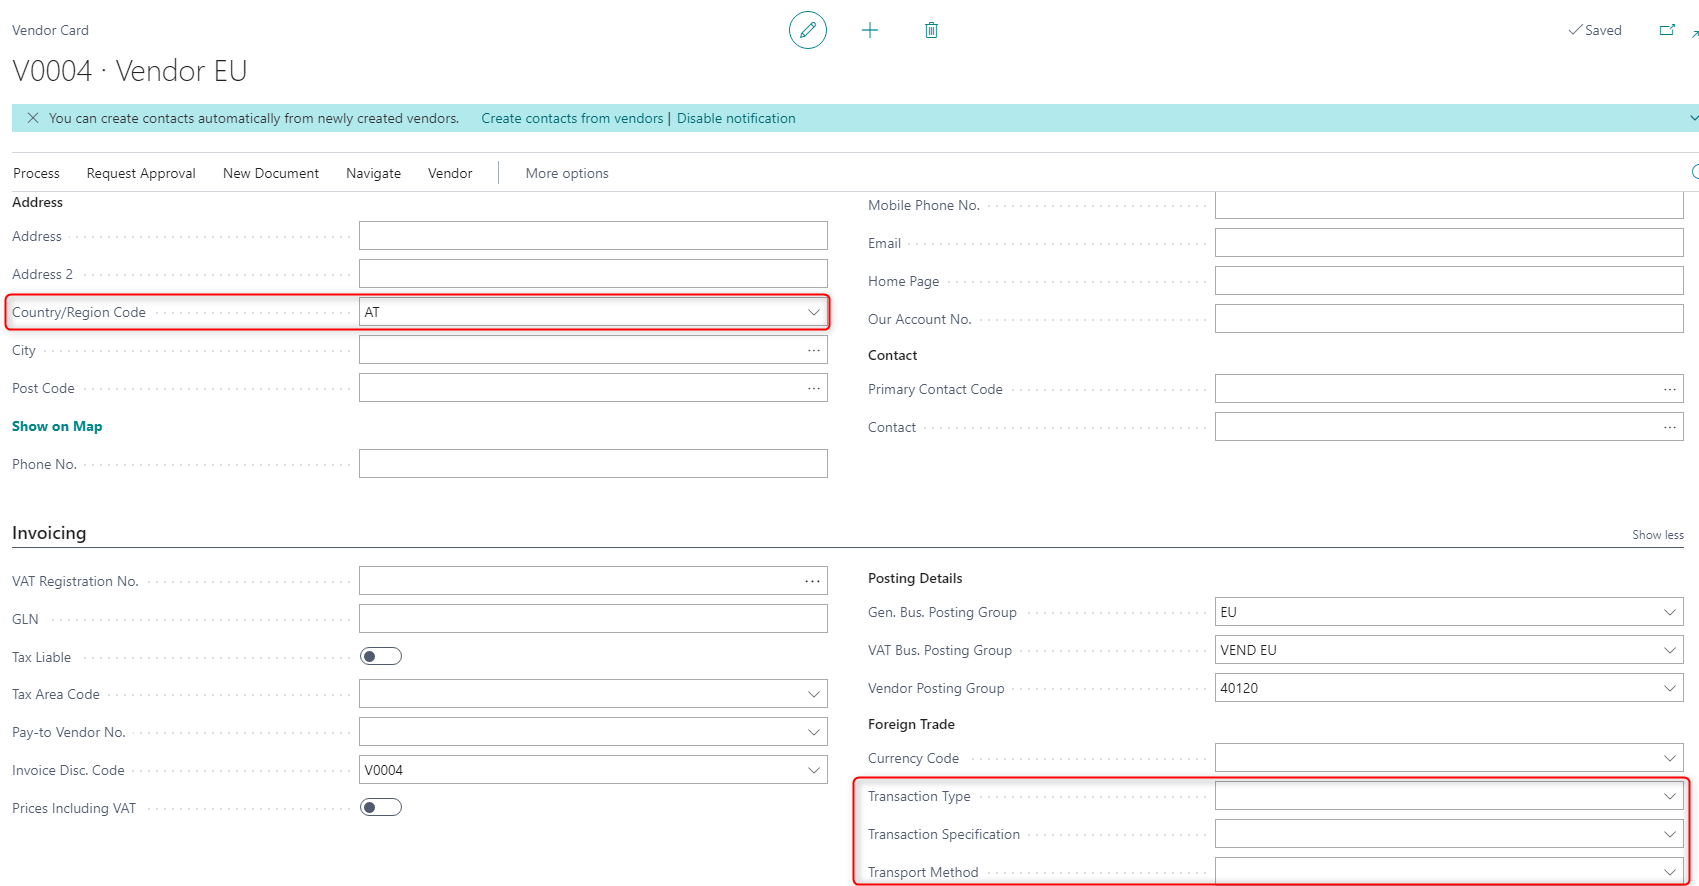 Vendor Card
Saved
V0004 · Vendor EU
You can create contacts automatically from newly created vendors. Create contacts from vendors | Disable notification
Process Request Approval New Document Navigate Vendor More options
Address
Address
Address 2
Country/Region Code AT
City
Post Code
Show on Map
Phone No.
Mobile Phone No.
Email
Home Page
Our Account No.
Contact
Primary Contact Code
Contact
Invoicing
Show less
VAT Registration No.
GLN
Tax Liable
Tax Area Code
Pay-to Vendor No.
Invoice Disc. Code V0004
Prices Including VAT
Posting Details
Gen. Bus. Posting Group EU
VAT Bus. Posting Group VEND EU
Vendor Posting Group 40120
Foreign Trade
Currency Code
Transaction Type
Transaction Specification
Transport Method